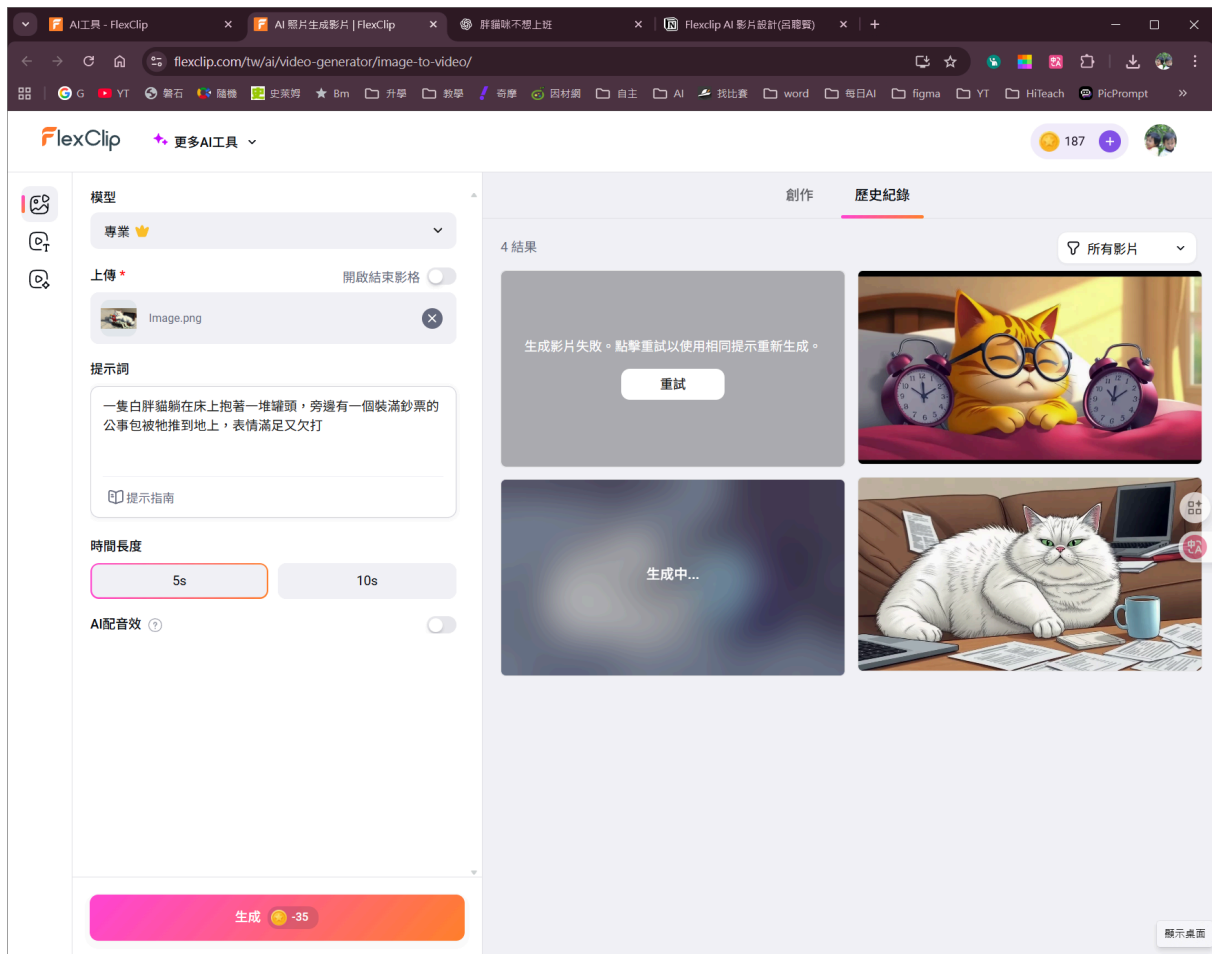 AI工具 - FlexClip
AI 照片生成影片 | FlexClip
胖貓咪不想上班
Flexclip AI 影片設計(呂聰賢)
flexclip.com/tw/ai/video-generator/image-to-video/
G
YT
磐石
隨機
史萊姆
Bm
升學
教學
奇摩
因材網
自主
AI
找比賽
word
每日AI
figma
YT
HiTeach
PicPrompt
»
FlexClip
更多AI工具
187
模型
專業
上傳 *
開啟結束影格
Image.png
提示詞
一隻白胖貓躺在床上抱著一堆罐頭，旁邊有一個裝滿鈔票的
公事包被牠推到地上，表情滿足又欠打
提示指南
時間長度
5s
10s
AI配音效
生成 -35
創作
歷史紀錄
4 結果
所有影片
生成影片失敗。點擊重試以使用相同提示重新生成。
重試
生成中...
顯示桌面